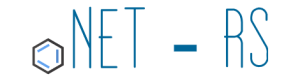 .NET - RS